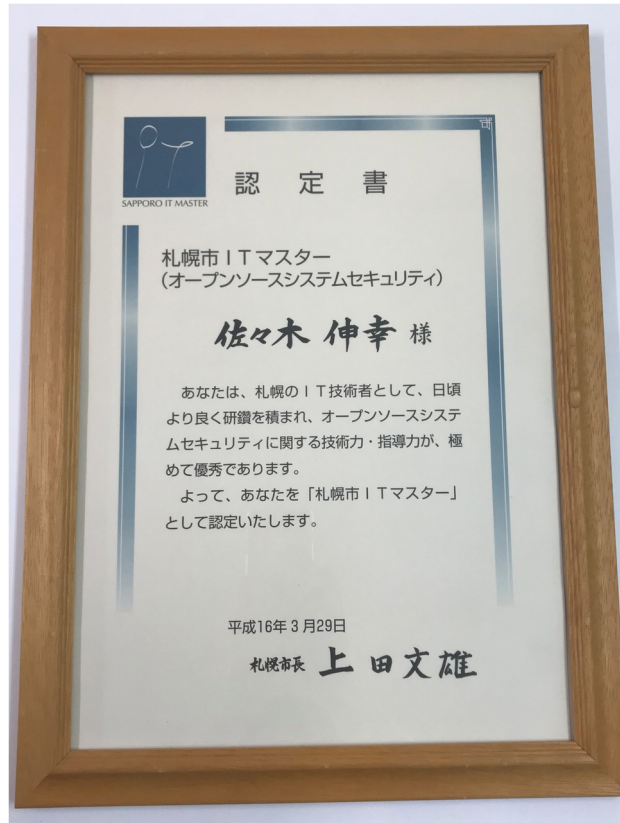 IT
SAPPORO IT MASTER
認定書
札幌市ITマスター
(オープンソースシステムセキュリティ)
佐々木 伸幸 様
あなたは、札幌のIT技術者として、日頃
より良く研鑽を積まれ、オープンソースシステ
ムセキュリティに関する技術力・指導力が、極
めて優秀であります。
よって、あなたを「札幌市ITマスター」
として認定いたします。
平成16年3月29日
札幌市長 上田文雄